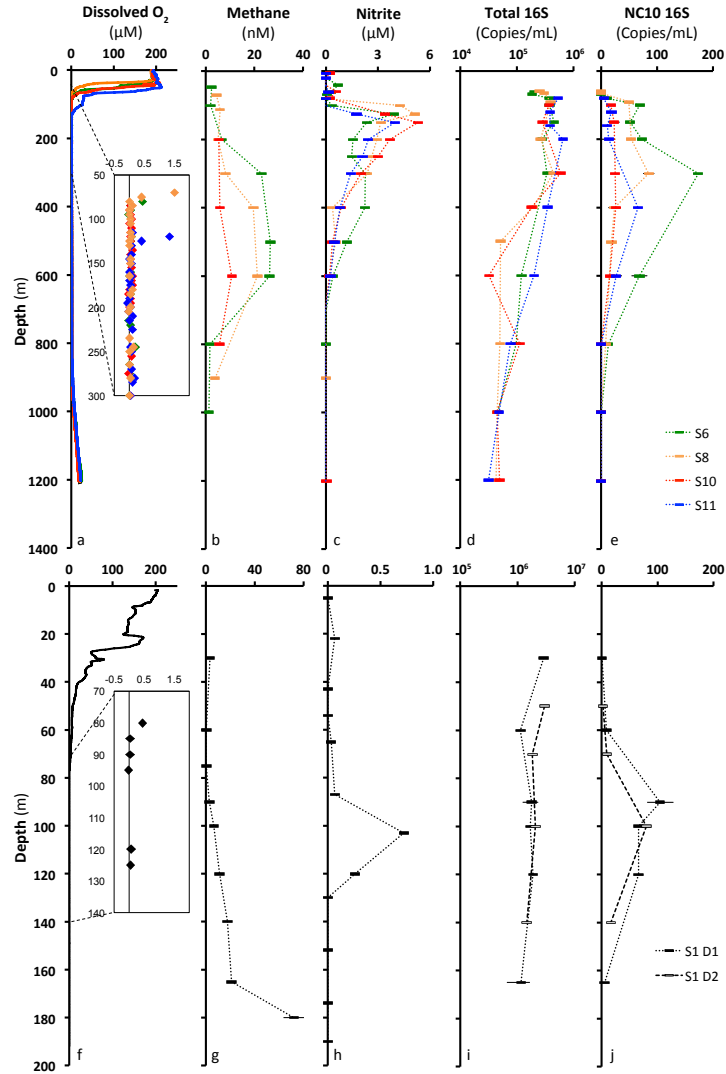 Dissolved O2 Methane Nitrite Total 16S NC10 16S
(µM) (nM) (µM) (Copies/mL) (Copies/mL)
0 100 200 0 20 40 0 3 6 10^4 10^5 10^6 0 50 100 150 200
0
200
400
600
800
1000
1200
1400
Depth (m)
-0.5 0.5 1.5
50
100
150
200
250
300
S6
S8
S10
S11
a b c d e
0 100 200 0 20 40 60 80 0 0.5 1.0 10^5 10^6 10^7 0 100 200
0
20
40
60
80
100
120
140
160
180
200
Depth (m)
-0.5 0.5 1.5
70
80
90
100
110
120
130
140
S1 D1
S1 D2
f g h i j